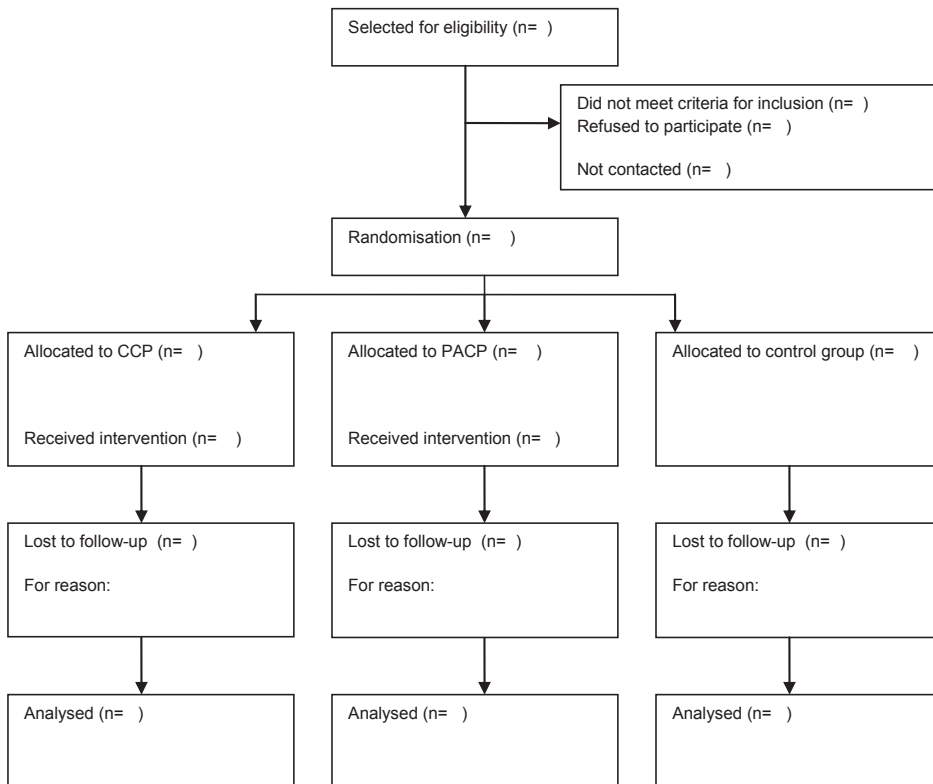 Selected for eligibility (n=  )
Did not meet criteria for inclusion (n=  )
Refused to participate (n=  )
Not contacted (n=  )
Randomisation (n=   )
Allocated to CCP (n=   )
Received intervention (n=   )
Allocated to PACP (n=   )
Received intervention (n=   )
Allocated to control group (n=   )
Lost to follow-up  (n=  )
For reason:
Lost to follow-up  (n=  )
For reason:
Lost to follow-up  (n=  )
For reason:
Analysed (n=  )
Analysed (n=  )
Analysed (n=  )